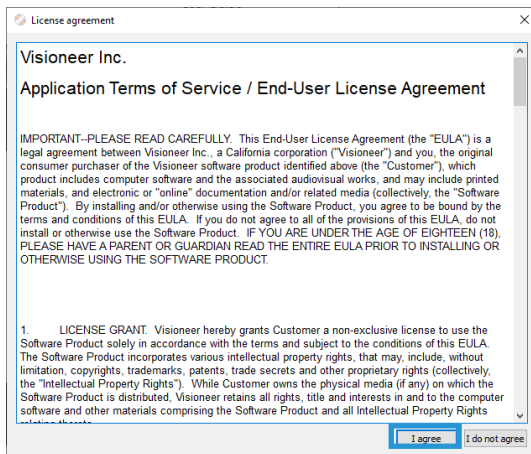 License agreement
Visioneer Inc.
Application Terms of Service / End-User License Agreement
IMPORTANT--PLEASE READ CAREFULLY. This End-User License Agreement (the "EULA") is a
legal agreement between Visioneer Inc., a California corporation ("Visioneer") and you, the original
consumer purchaser of the Visioneer software product identified above (the "Customer"), which
product includes computer software and the associated audiovisual works, and may include printed
materials, and electronic or "online" documentation and/or related media (collectively, the "Software
Product"). By installing and/or otherwise using the Software Product, you agree to be bound by the
terms and conditions of this EULA. If you do not agree to all of the provisions of this EULA, do not
install or otherwise use the Software Product. IF YOU ARE UNDER THE AGE OF EIGHTEEN (18),
PLEASE HAVE A PARENT OR GUARDIAN READ THE ENTIRE EULA PRIOR TO INSTALLING OR
OTHERWISE USING THE SOFTWARE PRODUCT.
1. LICENSE GRANT. Visioneer hereby grants Customer a non-exclusive license to use the
Software Product solely in accordance with the terms and subject to the conditions of this EULA.
The Software Product incorporates various intellectual property rights, that may, include, without
limitation, copyrights, trademarks, patents, trade secrets and other proprietary rights (collectively,
the "Intellectual Property Rights"). While Customer owns the physical media (if any) on which the
Software Product is distributed, Visioneer retains all rights, title and interests in and to the computer
software and other materials comprising the Software Product and all Intellectual Property Rights
I agree
I do not agree